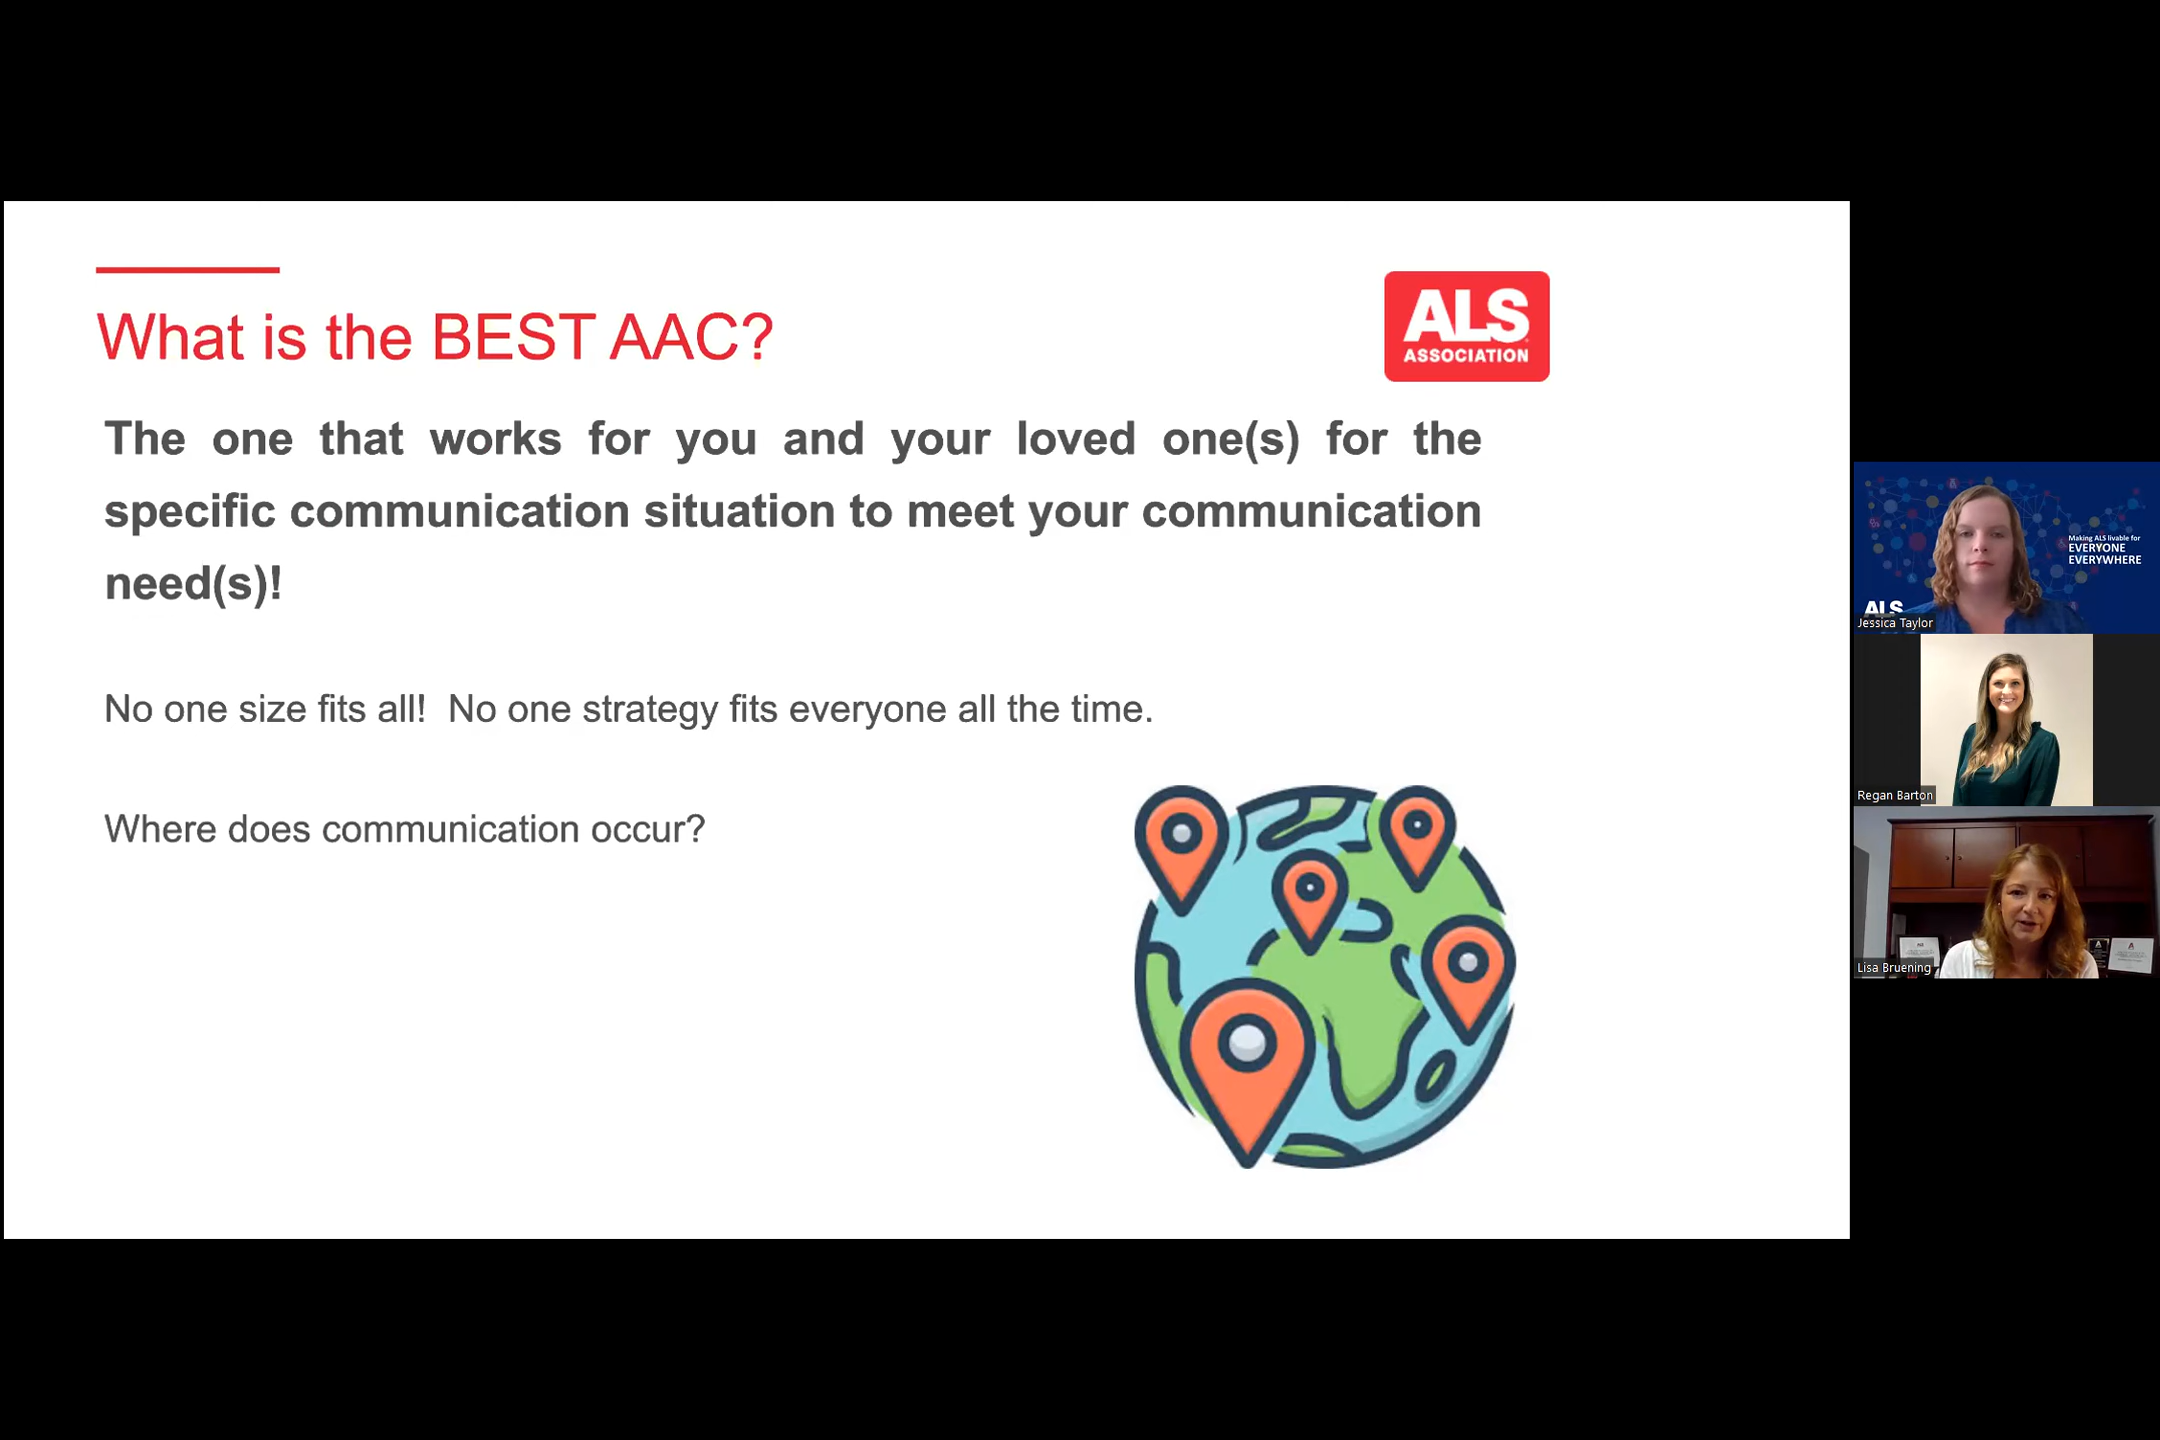 What is the BEST AAC?
ALS
ASSOCIATION
The one that works for you and your loved one(s) for the
specific communication situation to meet your communication
need(s)!
No one size fits all!  No one strategy fits everyone all the time.
Where does communication occur?
Making ALS livable for
EVERYONE
EVERYWHERE
ALS
Jessica Taylor
Regan Barton
Lisa Bruening